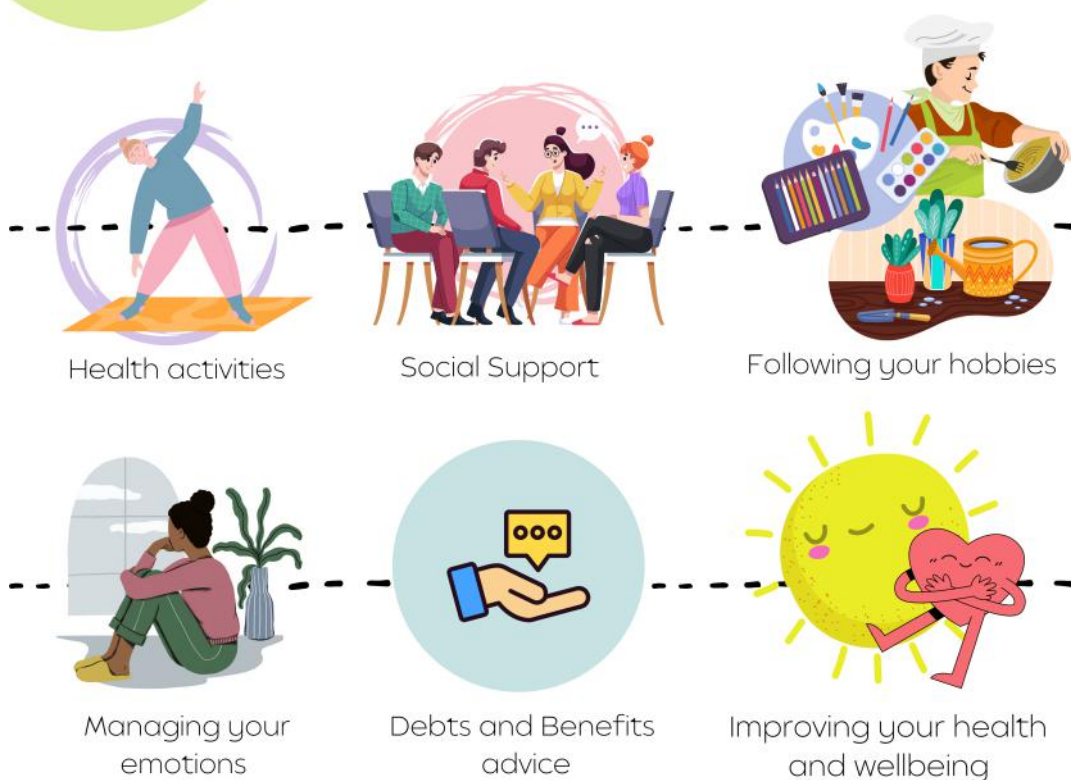 Health activities
Social Support
Following your hobbies
Managing your
emotions
Debts and Benefits
advice
Improving your health
and wellbeing